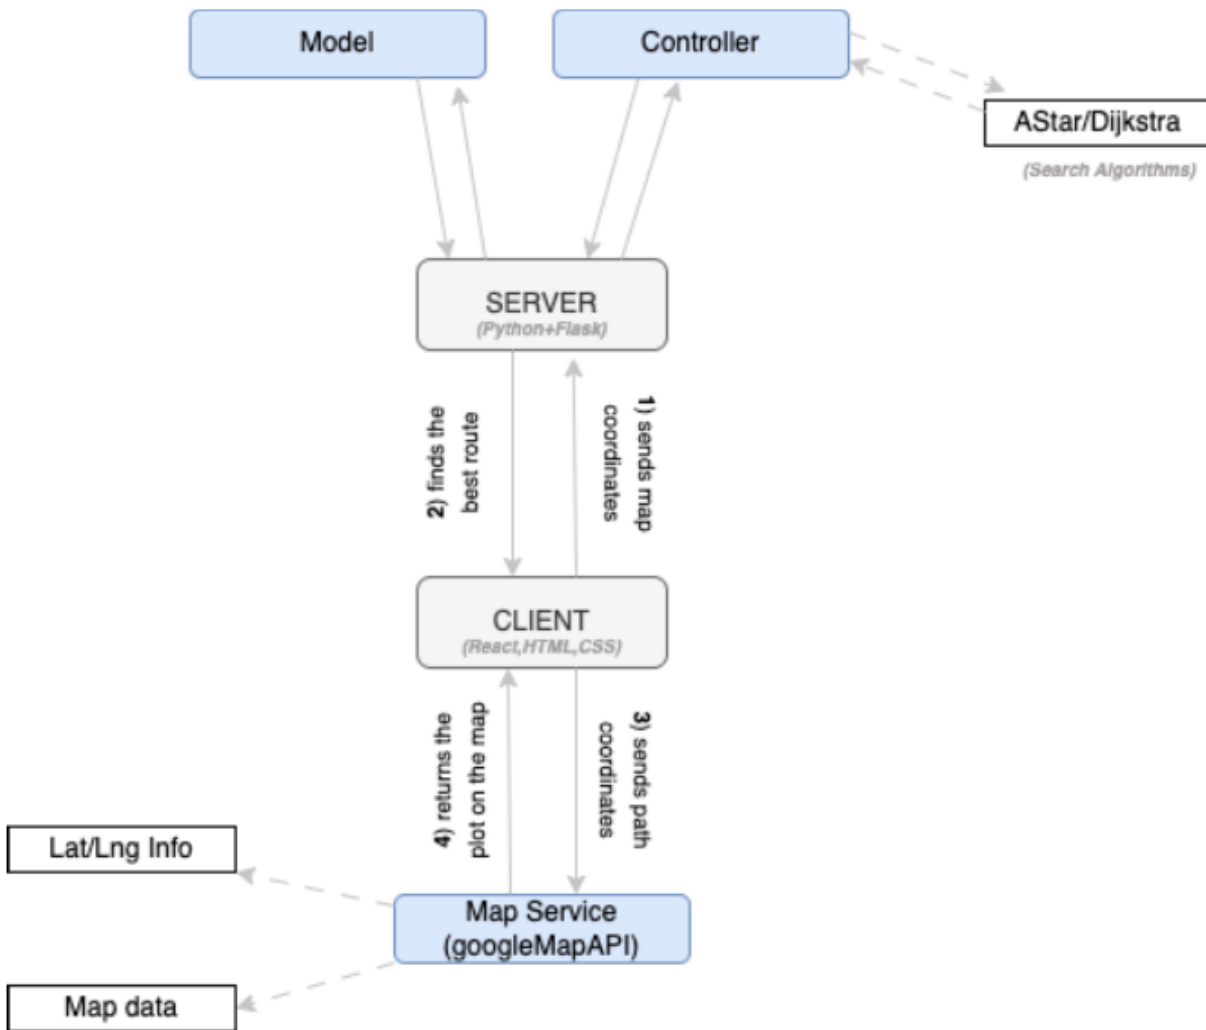 Model
Controller
AStar/Dijkstra
(Search Algorithms)
SERVER
(Python+Flask)
2) finds the
best route
1) sends map
coordinates
CLIENT
(React,HTML,CSS)
4) returns the
plot on the map
3) sends path
coordinates
Lat/Lng Info
Map Service
(googleMapAPI)
Map data